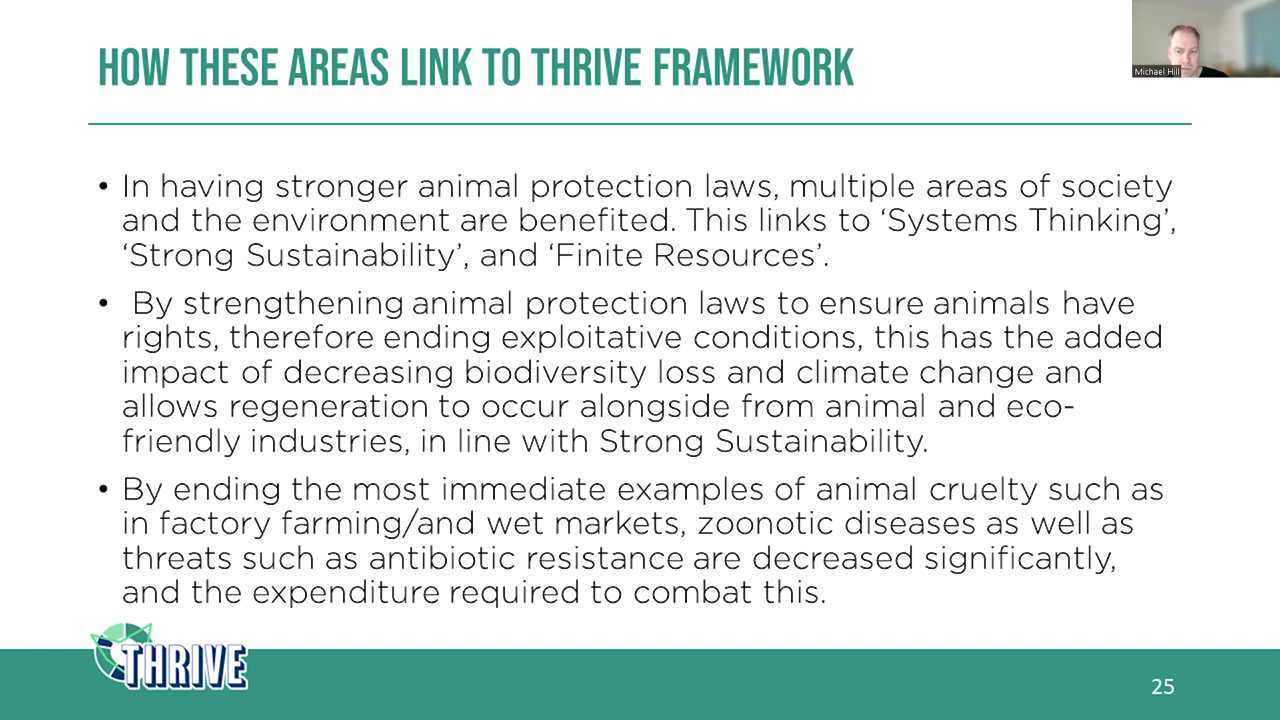 HOW THESE AREAS LINK TO THRIVE FRAMEWORK
Michael Hill
• In having stronger animal protection laws, multiple areas of society
and the environment are benefited. This links to ‘Systems Thinking’,
‘Strong Sustainability’, and ‘Finite Resources’.
• By strengthening animal protection laws to ensure animals have
rights, therefore ending exploitative conditions, this has the added
impact of decreasing biodiversity loss and climate change and
allows regeneration to occur alongside from animal and eco-
friendly industries, in line with Strong Sustainability.
• By ending the most immediate examples of animal cruelty such as
in factory farming/and wet markets, zoonotic diseases as well as
threats such as antibiotic resistance are decreased significantly,
and the expenditure required to combat this.
THRIVE
25